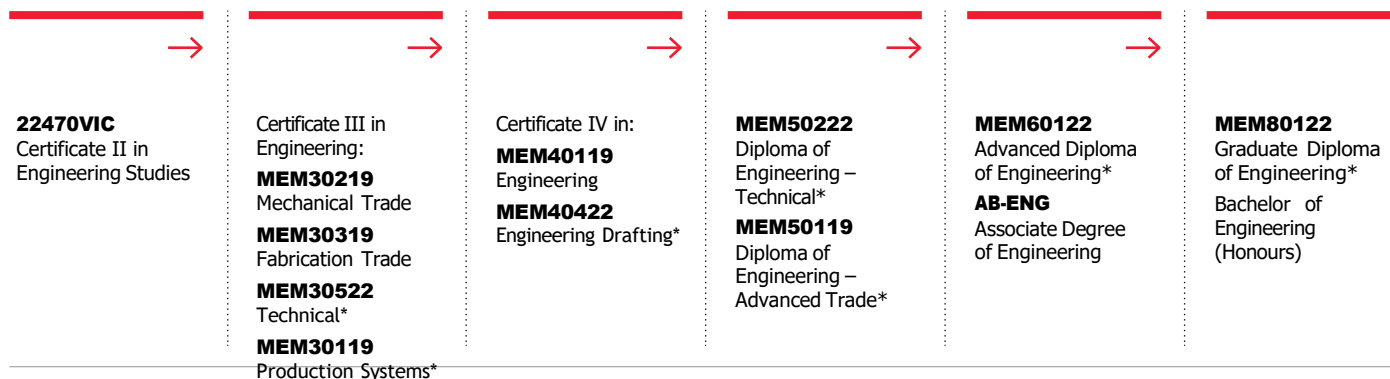 22470VIC
Certificate II in
Engineering Studies
Certificate III in
Engineering:
MEM30219
Mechanical Trade
MEM30319
Fabrication Trade
MEM30522
Technical*
MEM30119
Production Systems*
Certificate IV in:
MEM40119
Engineering
MEM40422
Engineering Drafting*
MEM50222
Diploma of
Engineering –
Technical*
MEM50119
Diploma of
Engineering –
Advanced Trade*
MEM60122
Advanced Diploma
of Engineering*
AB-ENG
Associate Degree
of Engineering
MEM80122
Graduate Diploma
of Engineering*
Bachelor of
Engineering
(Honours)